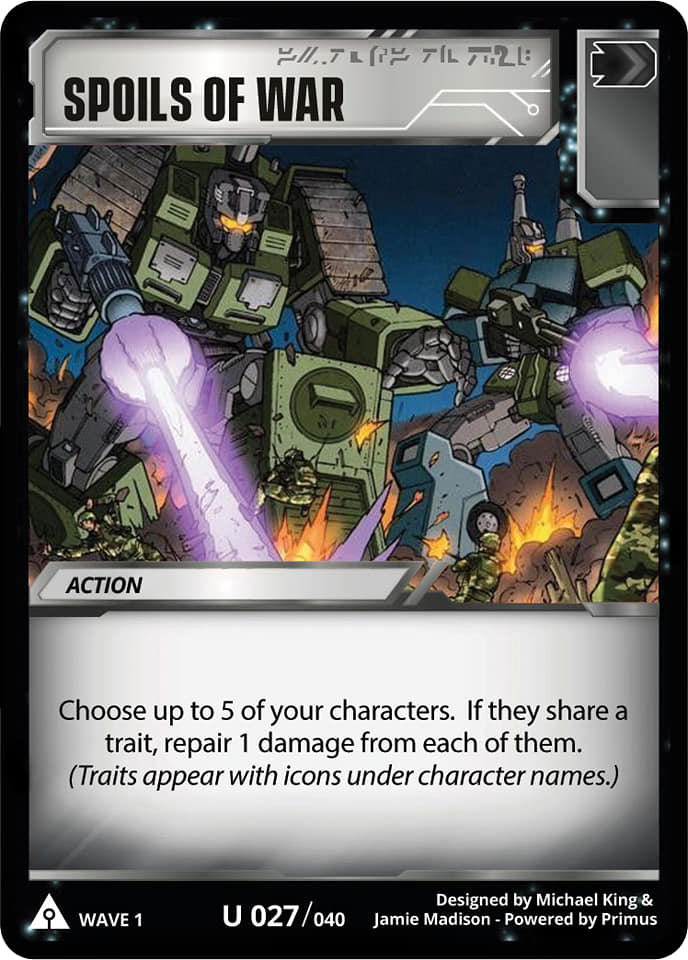 SPOILS OF WAR
ACTION
Choose up to 5 of your characters. If they share a
trait, repair 1 damage from each of them.
(Traits appear with icons under character names.)
WAVE 1
U 027/040
Designed by Michael King &
Jamie Madison - Powered by Primus